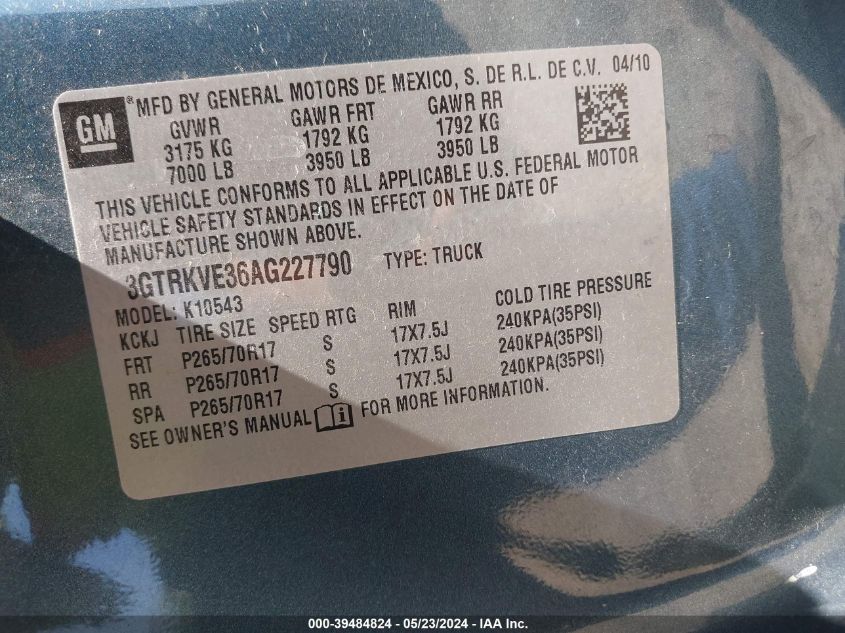 GM
®MFD BY GENERAL MOTORS DE MEXICO, S. DE R.L. DE C.V. 04/10
GVWR GAWR FRT GAWR RR
3175 KG 1792 KG 1792 KG
7000 LB 3950 LB 3950 LB
THIS VEHICLE CONFORMS TO ALL APPLICABLE U.S. FEDERAL MOTOR
VEHICLE SAFETY STANDARDS IN EFFECT ON THE DATE OF
MANUFACTURE SHOWN ABOVE.
3GTRKVE36AG227790 TYPE: TRUCK
MODEL: K10543
KCKJ TIRE SIZE SPEED RTG RIM COLD TIRE PRESSURE
FRT P265/70R17 S 17X7.5J 240KPA(35PSI)
RR P265/70R17 S 17X7.5J 240KPA(35PSI)
SPA P265/70R17 S 17X7.5J 240KPA(35PSI)
SEE OWNER'S MANUAL i FOR MORE INFORMATION.
000-39484824 — 05/23/2024 — IAA Inc.